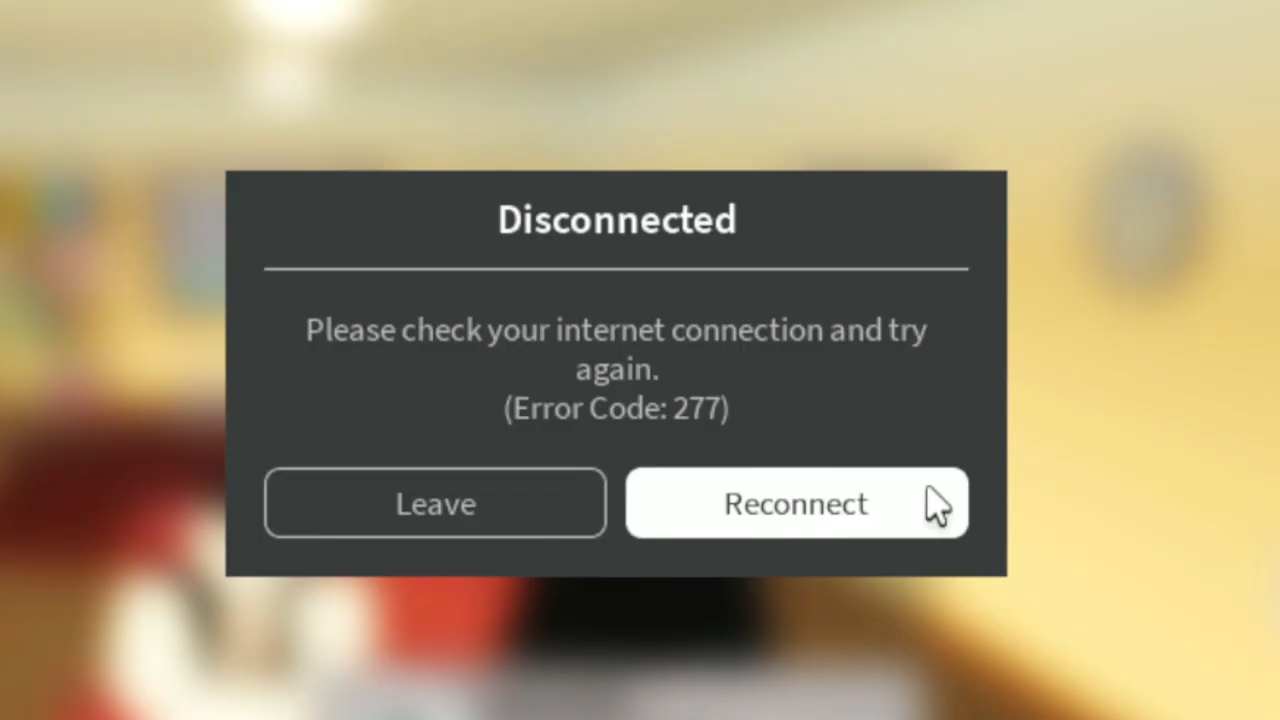 Disconnected
Please check your internet connection and try
again.
(Error Code: 277)
Leave
Reconnect